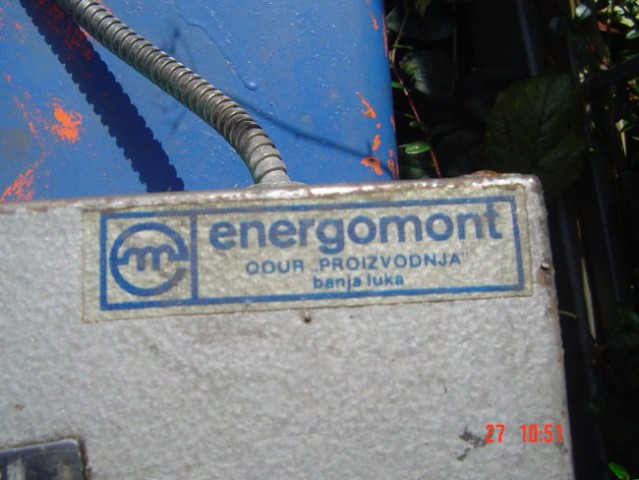 energomont
OOUR „PROIZVODNJA"
banja luka
27 10:51